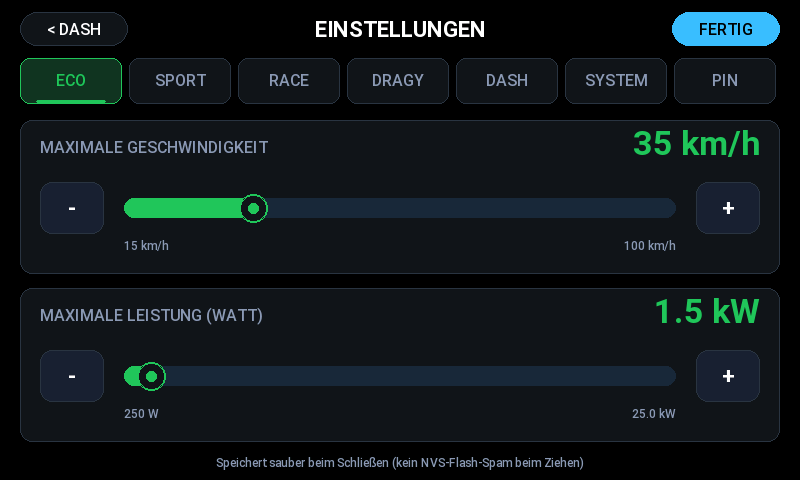 < DASH
EINSTELLUNGEN
FERTIG
ECO
SPORT
RACE
DRAGY
DASH
SYSTEM
PIN
MAXIMALE GESCHWINDIGKEIT
35 km/h
-
+
15 km/h
100 km/h
MAXIMALE LEISTUNG (WATT)
1.5 kW
-
+
250 W
25.0 kW
Speichert sauber beim Schließen (kein NVS-Flash-Spam beim Ziehen)